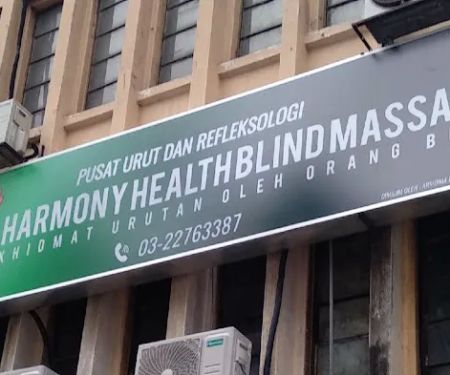 PUSAT URUT DAN REFLEKSOLOGI
HARMONY HEALTH BLIND MASSA
KHIDMAT URUTAN OLEH ORANG B
03-22763387